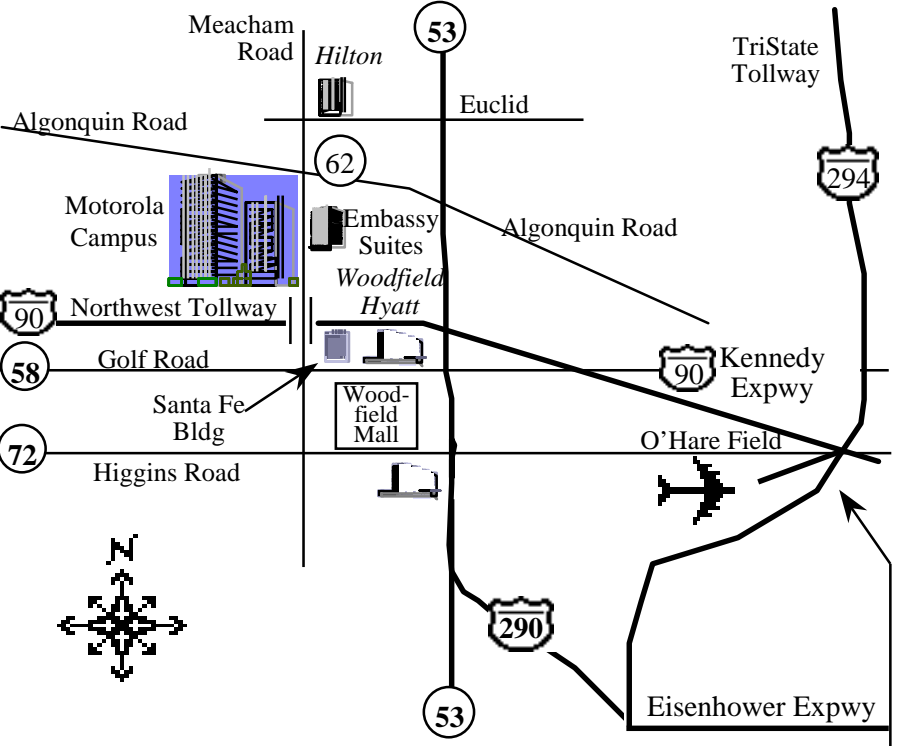 Meacham
Road
53
Hilton
TriState
Tollway
Euclid
Algonquin Road
62
294
Motorola
Campus
Embassy
Suites
Algonquin Road
Woodfield
Hyatt
90
Northwest Tollway
58
Golf Road
90
Kennedy
Expwy
Santa Fe
Bldg
Wood-
field
Mall
72
O'Hare Field
Higgins Road
N
290
53
Eisenhower Expwy